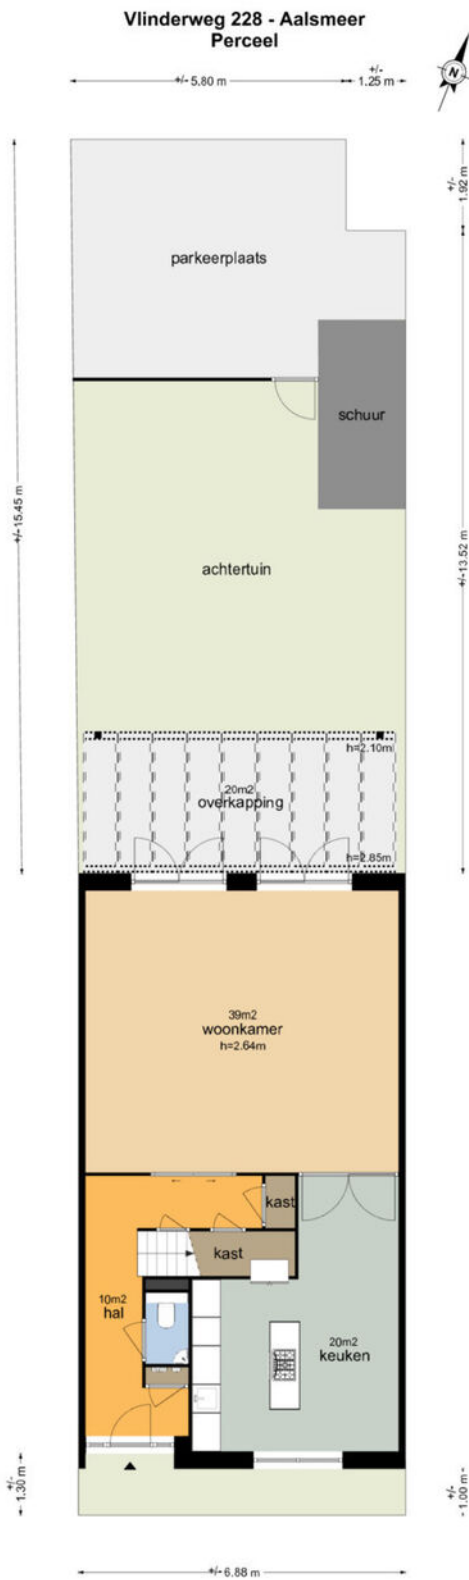 Vlinderweg 228 - Aalsmeer
Perceel
+/- 5.80 m
+/-
1.25 m
N
+/-
1.92 m
parkeerplaats
schuur
+/-15.45 m
+/-13.52 m
achtertuin
h=2.10m
20m2
overkapping
h=2.85m
39m2
woonkamer
h=2.64m
kast
kast
10m2
hal
20m2
keuken
+/-
1.30 m
+/-
1.00 m
+/- 6.88 m